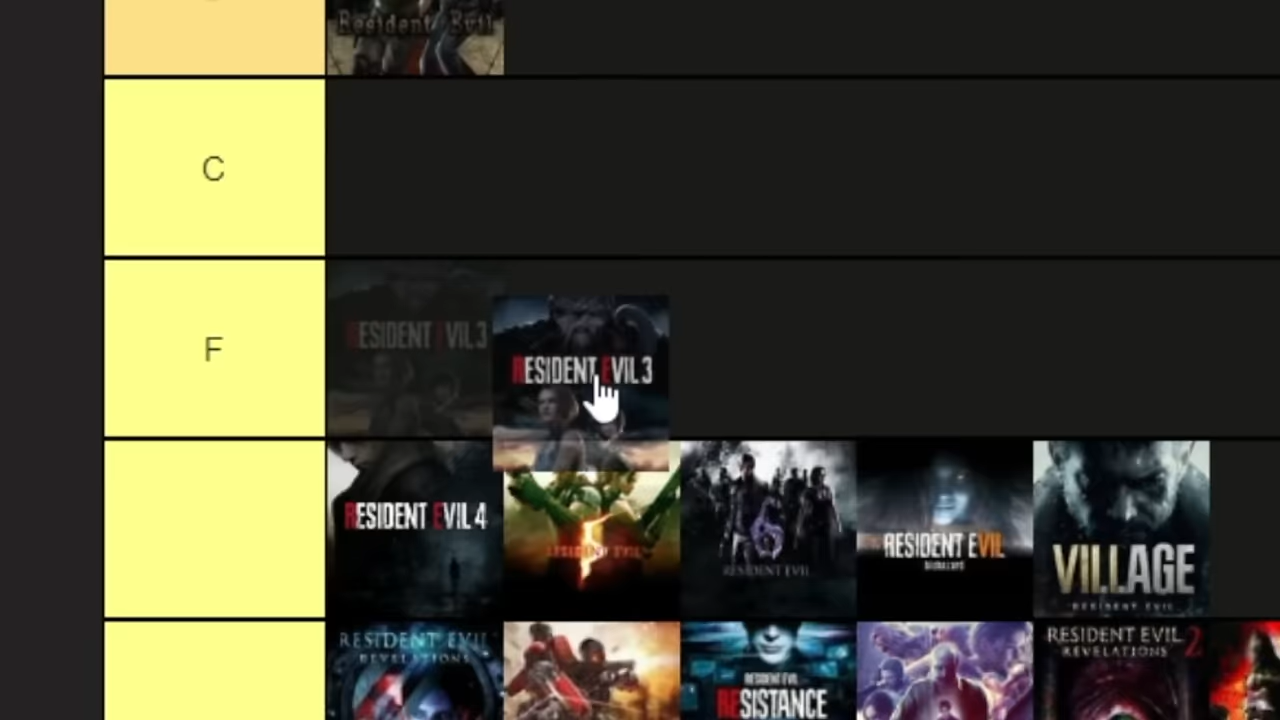 Resident Evil
C
F
RESIDENT EVIL 3
RESIDENT EVIL 3
RESIDENT EVIL 4
RESIDENT EVIL
6
RESIDENT EVIL
RESIDENT EVIL
VILLAGE
RESIDENT EVIL
RESIDENT EVIL
REVELATIONS
RESIDENT EVIL
RESISTANCE
RESIDENT EVIL
REVELATIONS 2